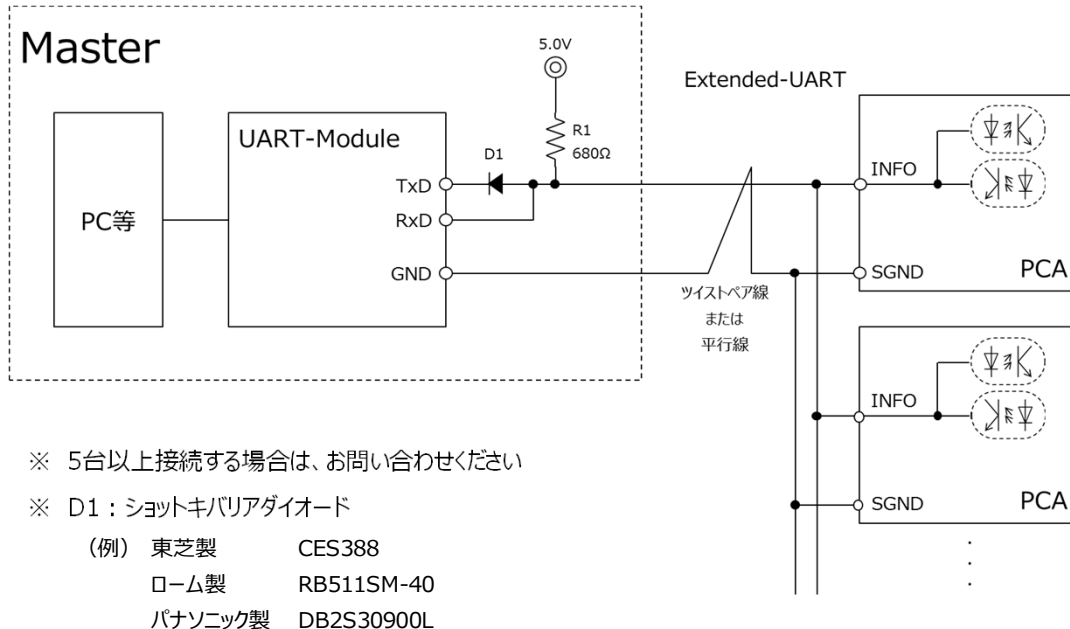 Master
5.0V
R1
680Ω
Extended-UART
UART-Module
D1
TxD
RxD
GND
PC等
INFO
SGND
PCA
ツイストペア線
または
平行線
INFO
SGND
PCA
※ 5台以上接続する場合は、お問い合わせください
※ D1：ショットキバリアダイオード
（例） 東芝製 CES388
ローム製 RB511SM-40
パナソニック製 DB2S30900L